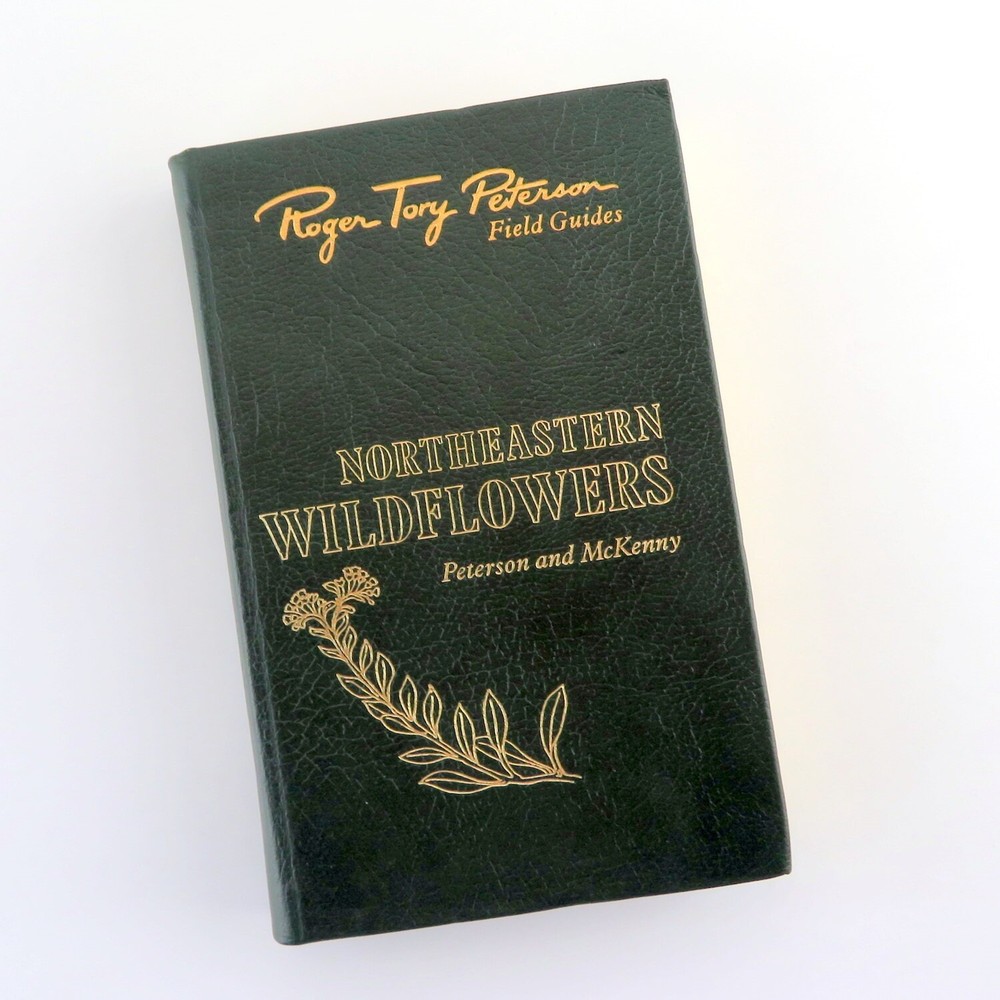 Roger Tory Peterson
Field Guides
NORTHEASTERN
WILDFLOWERS
Peterson and McKenny